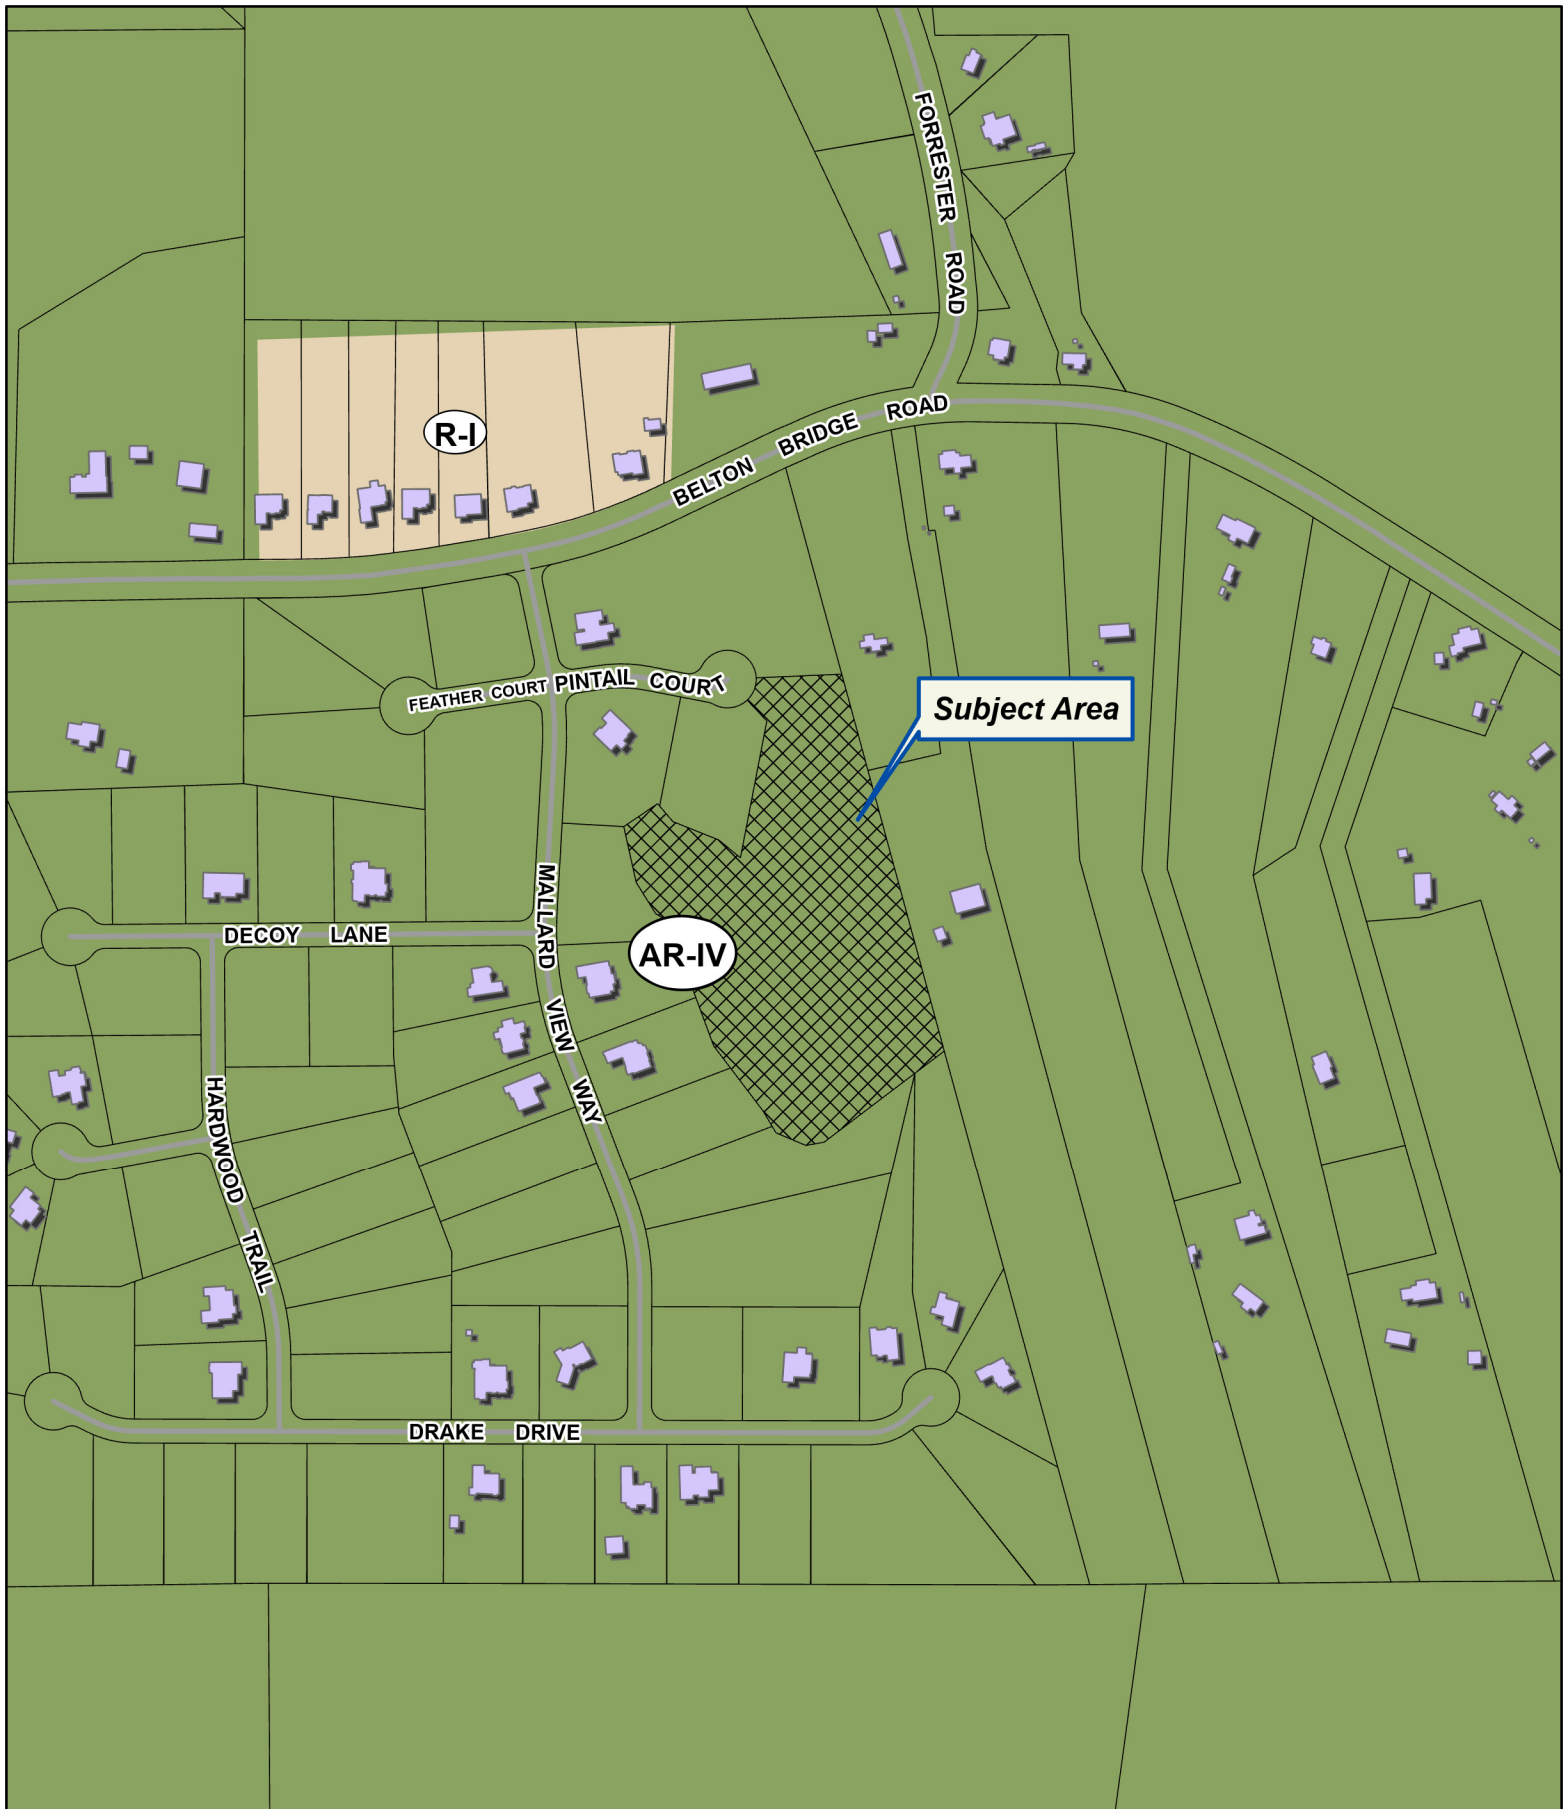 FORRESTER ROAD
R-I
BELTON BRIDGE ROAD
FEATHER COURT
PINTAIL COURT
Subject Area
MALLARD VIEW WAY
DECOY LANE
AR-IV
HARDWOOD TRAIL
DRAKE DRIVE